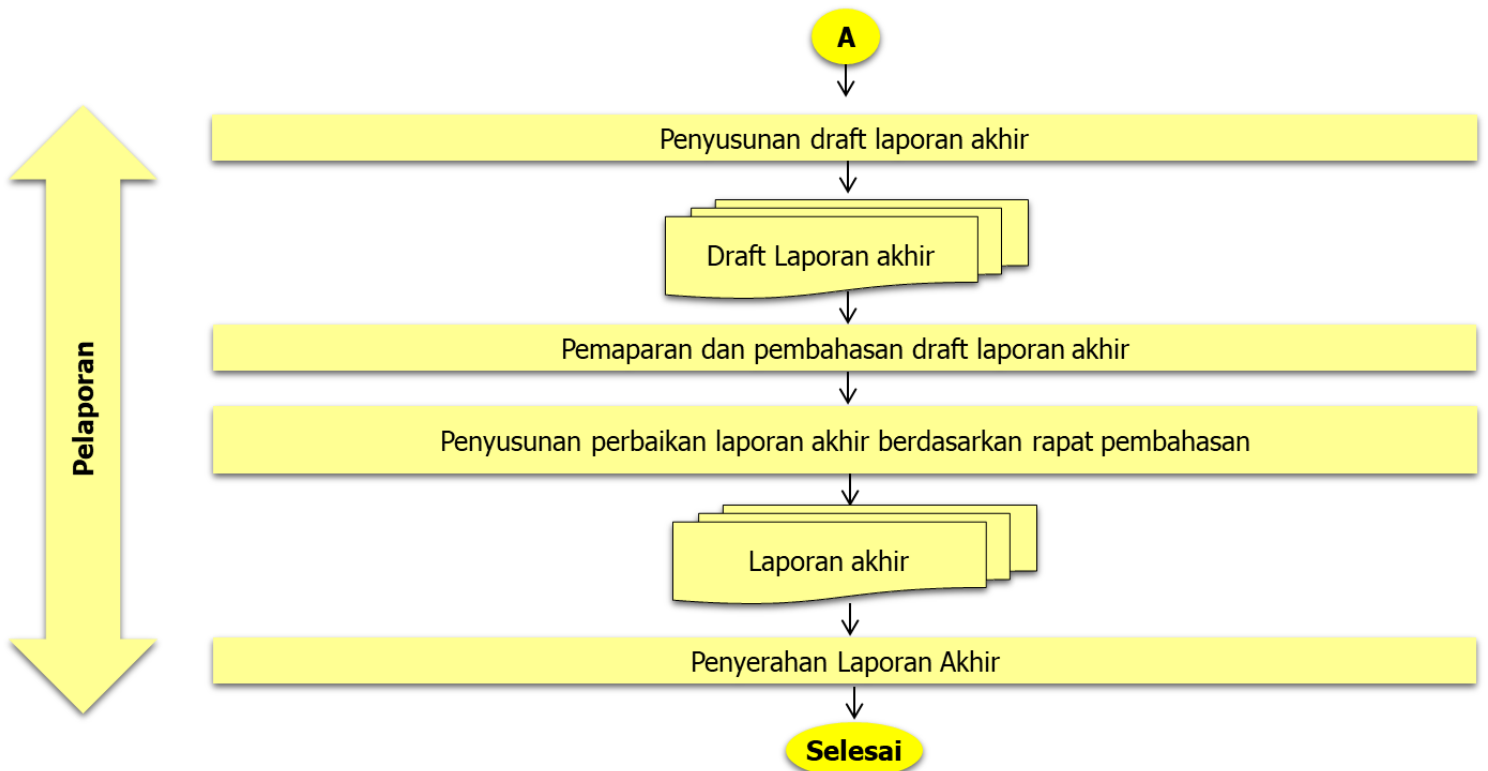 A
Penyusunan draft laporan akhir
Draft Laporan akhir
Pemaparan dan pembahasan draft laporan akhir
Pelaporan
Penyusunan perbaikan laporan akhir berdasarkan rapat pembahasan
Laporan akhir
Penyerahan Laporan Akhir
Selesai